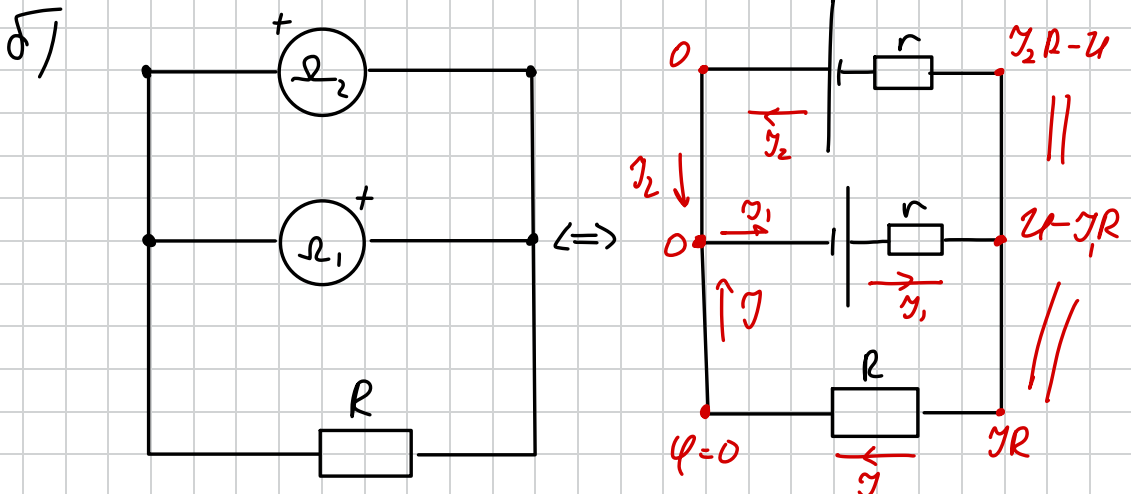 б)
+
Ω₂
+
Ω₁
R
<=>
0
r
I₂R-U
I₂
||
I₂
I₁
r
0
U-I₁R
I₁
I
||
R
φ=0
IR
I